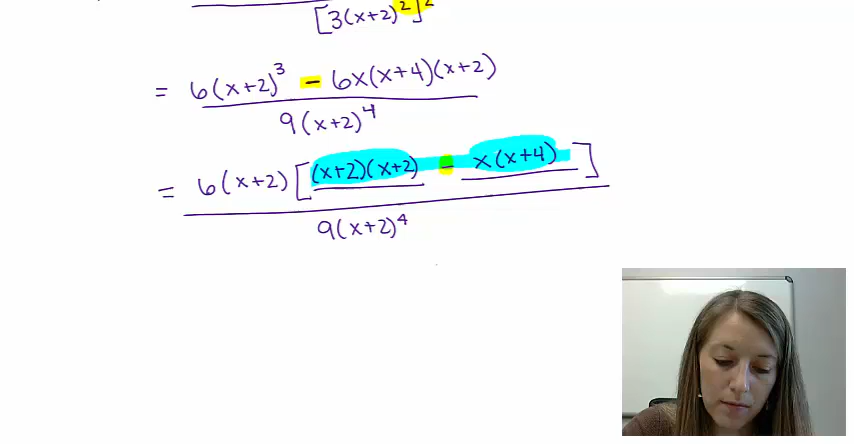 [3(x+2)²]²
= 6(x+2)³ - 6x(x+4)(x+2)
9(x+2)⁴
= 6(x+2)[(x+2)(x+2) - x(x+4)]
9(x+2)⁴